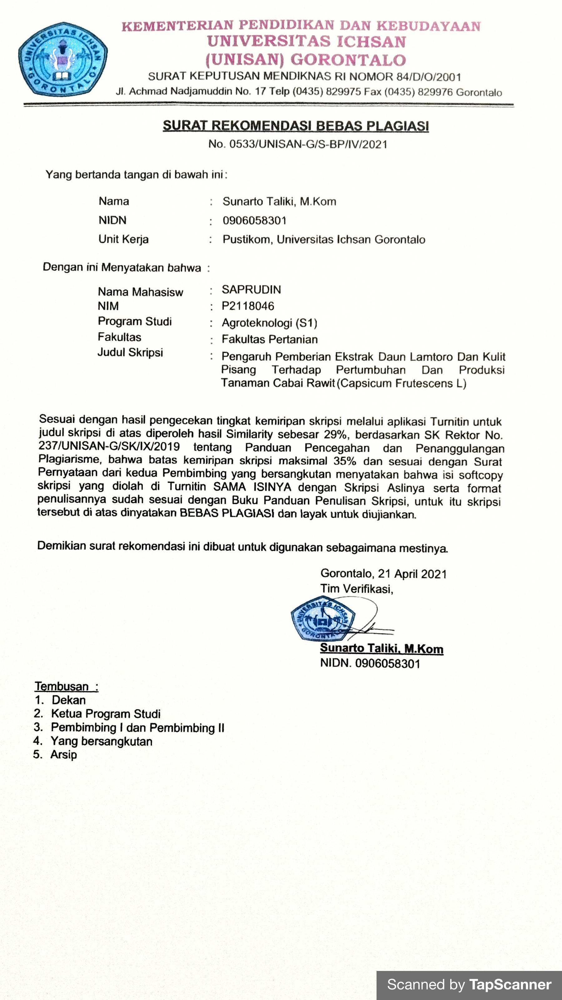 KEMENTERIAN PENDIDIKAN DAN KEBUDAYAAN
UNIVERSITAS ICHSAN
(UNISAN) GORONTALO
SURAT KEPUTUSAN MENDIKNAS RI NOMOR 84/D/O/2001
Jl. Achmad Nadjamuddin No. 17 Telp (0435) 829975 Fax (0435) 829976 Gorontalo
UNIVERSITAS ICHSAN
GORONTALO
SURAT REKOMENDASI BEBAS PLAGIASI
No. 0533/UNISAN-G/S-BP/IV/2021
Yang bertanda tangan di bawah ini :
Nama : Sunarto Taliki, M.Kom
NIDN : 0906058301
Unit Kerja : Pustikom, Universitas Ichsan Gorontalo
Dengan ini Menyatakan bahwa :
Nama Mahasisw : SAPRUDIN
NIM : P2118046
Program Studi : Agroteknologi (S1)
Fakultas : Fakultas Pertanian
Judul Skripsi : Pengaruh Pemberian Ekstrak Daun Lamtoro Dan Kulit
Pisang Terhadap Pertumbuhan Dan Produksi
Tanaman Cabai Rawit (Capsicum Frutescens L)
Sesuai dengan hasil pengecekan tingkat kemiripan skripsi melalui aplikasi Turnitin untuk
judul skripsi di atas diperoleh hasil Similarity sebesar 29%, berdasarkan SK Rektor No.
237/UNISAN-G/SK/IX/2019 tentang Panduan Pencegahan dan Penanggulangan
Plagiarisme, bahwa batas kemiripan skripsi maksimal 35% dan sesuai dengan Surat
Pernyataan dari kedua Pembimbing yang bersangkutan menyatakan bahwa isi softcopy
skripsi yang diolah di Turnitin SAMA ISINYA dengan Skripsi Aslinya serta format
penulisannya sudah sesuai dengan Buku Panduan Penulisan Skripsi, untuk itu skripsi
tersebut di atas dinyatakan BEBAS PLAGIASI dan layak untuk diujiankan.
Demikian surat rekomendasi ini dibuat untuk digunakan sebagaimana mestinya.
Gorontalo, 21 April 2021
Tim Verifikasi,
UNIVERSITAS ICHSAN
GORONTALO
Sunarto Taliki, M.Kom
NIDN. 0906058301
Tembusan :
1. Dekan
2. Ketua Program Studi
3. Pembimbing I dan Pembimbing II
4. Yang bersangkutan
5. Arsip
Scanned by TapScanner